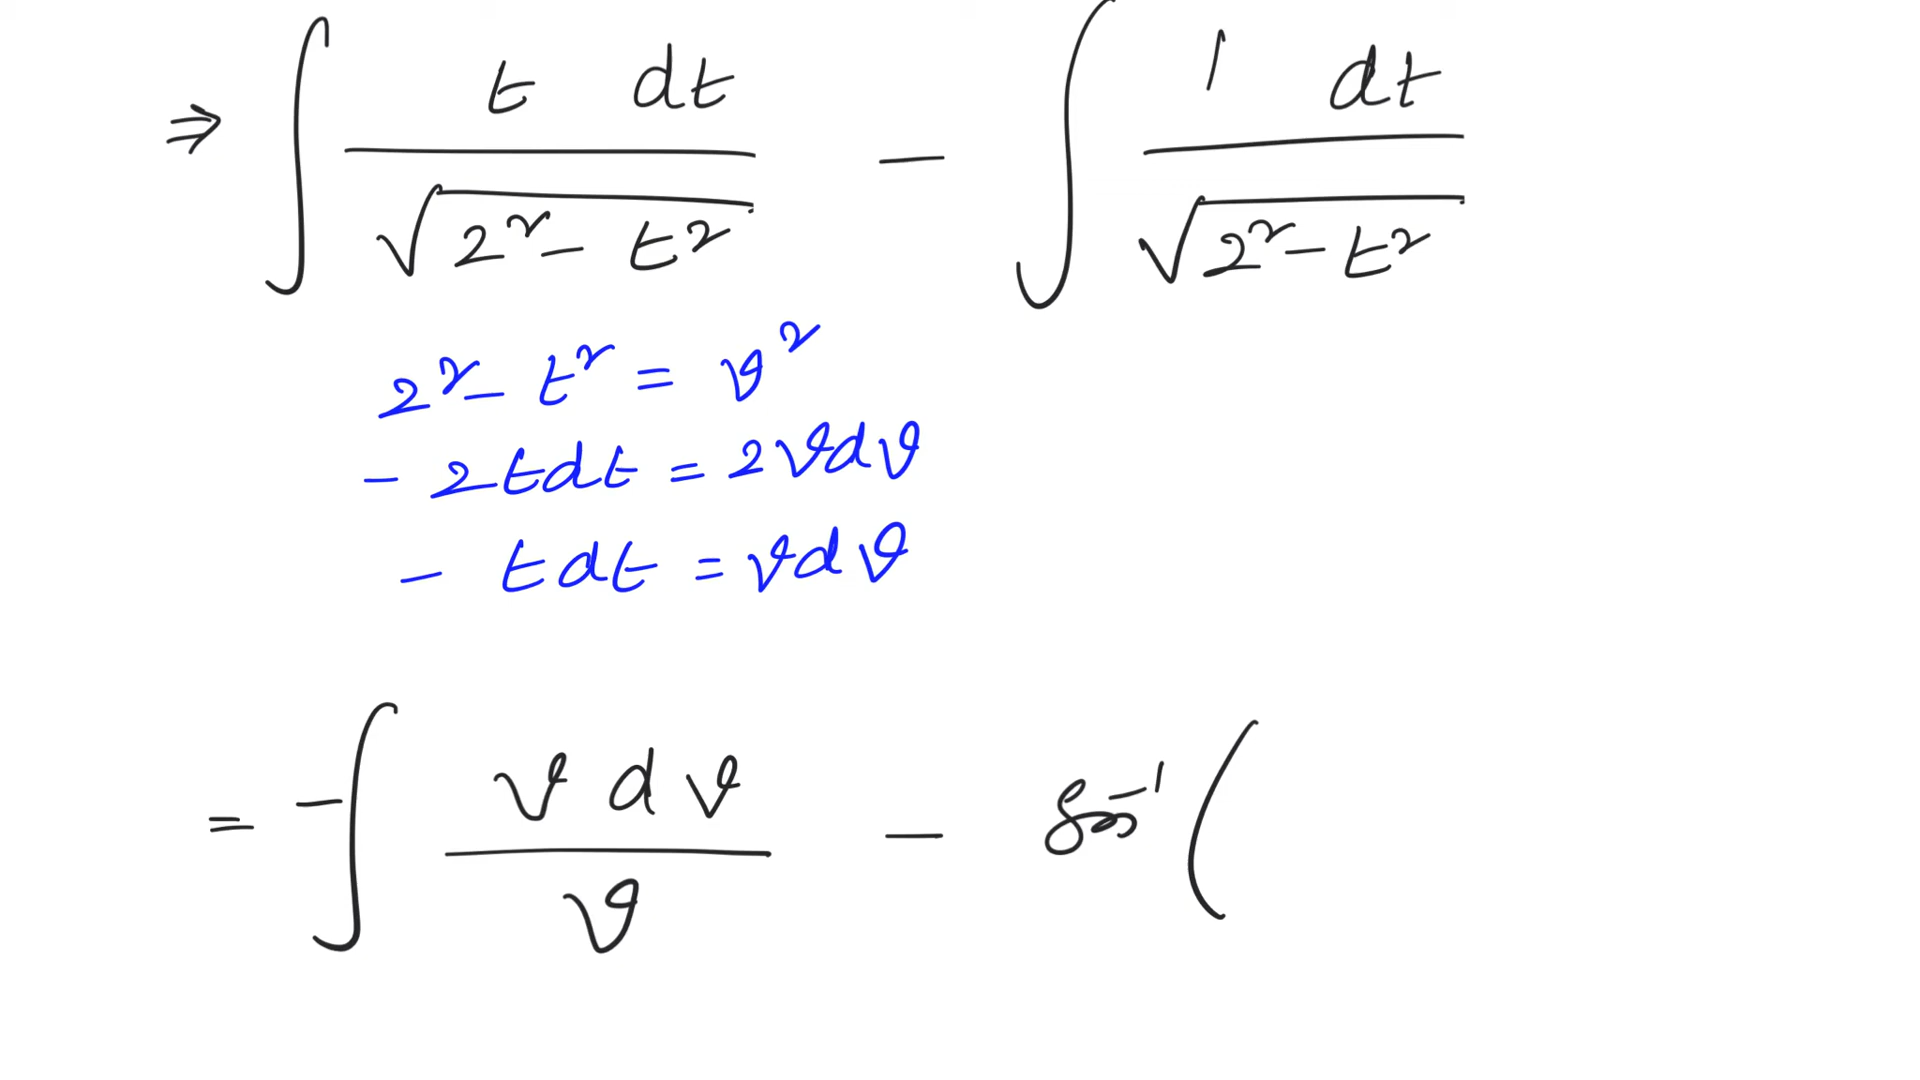 ⇒ ∫ t dt / √(2² − t²) − ∫ 1 dt / √(2² − t²)
2² − t² = v²
− 2tdt = 2vdv
− tdt = vdv
= −∫ v dv / v − sin⁻¹(